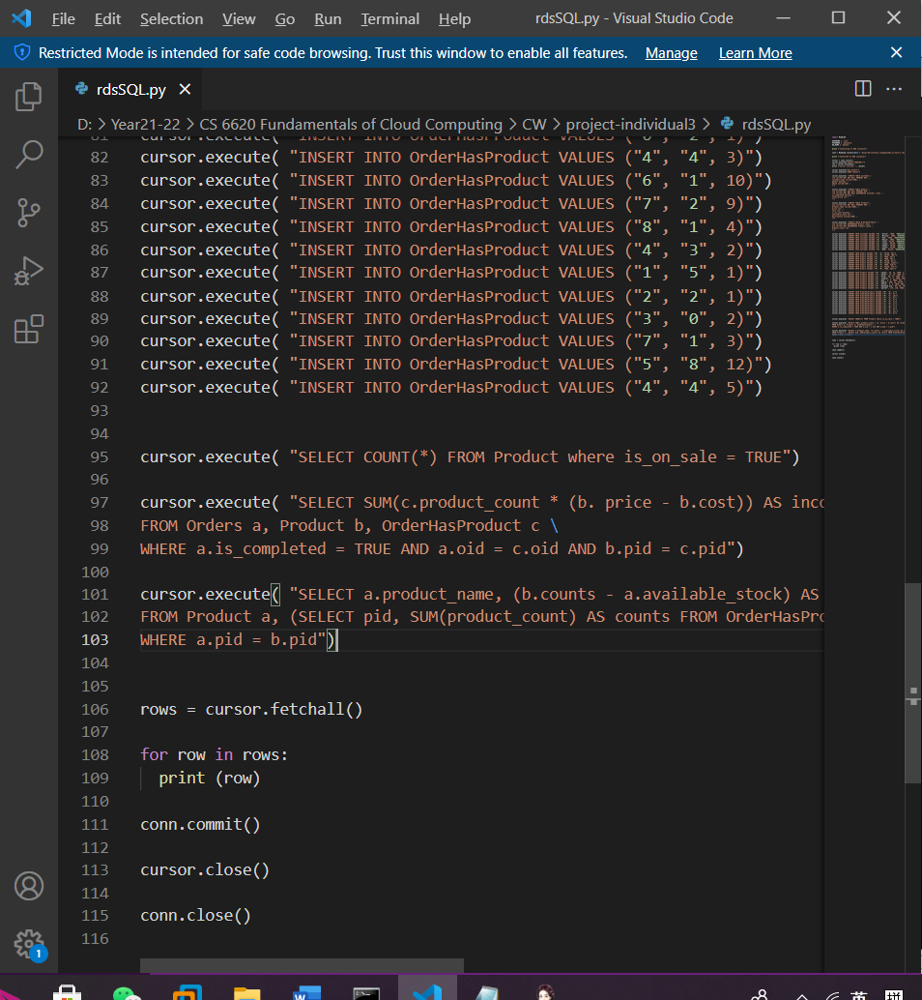 File Edit Selection View Go Run Terminal Help rdsSQL.py - Visual Studio Code
Restricted Mode is intended for safe code browsing. Trust this window to enable all features. Manage Learn More
rdsSQL.py
D: > Year21-22 > CS 6620 Fundamentals of Cloud Computing > CW > project-individual3 > rdsSQL.py
82 cursor.execute( "INSERT INTO OrderHasProduct VALUES ("4", "4", 3)")
83 cursor.execute( "INSERT INTO OrderHasProduct VALUES ("6", "1", 10)")
84 cursor.execute( "INSERT INTO OrderHasProduct VALUES ("7", "2", 9)")
85 cursor.execute( "INSERT INTO OrderHasProduct VALUES ("8", "1", 4)")
86 cursor.execute( "INSERT INTO OrderHasProduct VALUES ("4", "3", 2)")
87 cursor.execute( "INSERT INTO OrderHasProduct VALUES ("1", "5", 1)")
88 cursor.execute( "INSERT INTO OrderHasProduct VALUES ("2", "2", 1)")
89 cursor.execute( "INSERT INTO OrderHasProduct VALUES ("3", "0", 2)")
90 cursor.execute( "INSERT INTO OrderHasProduct VALUES ("7", "1", 3)")
91 cursor.execute( "INSERT INTO OrderHasProduct VALUES ("5", "8", 12)")
92 cursor.execute( "INSERT INTO OrderHasProduct VALUES ("4", "4", 5)")
93
94
95 cursor.execute( "SELECT COUNT(*) FROM Product where is_on_sale = TRUE")
96
97 cursor.execute( "SELECT SUM(c.product_count * (b. price - b.cost)) AS inco
98 FROM Orders a, Product b, OrderHasProduct c \
99 WHERE a.is_completed = TRUE AND a.oid = c.oid AND b.pid = c.pid")
100
101 cursor.execute( "SELECT a.product_name, (b.counts - a.available_stock) AS
102 FROM Product a, (SELECT pid, SUM(product_count) AS counts FROM OrderHasPro
103 WHERE a.pid = b.pid")
104
105
106 rows = cursor.fetchall()
107
108 for row in rows:
109 print (row)
110
111 conn.commit()
112
113 cursor.close()
114
115 conn.close()
116
1
英 拼